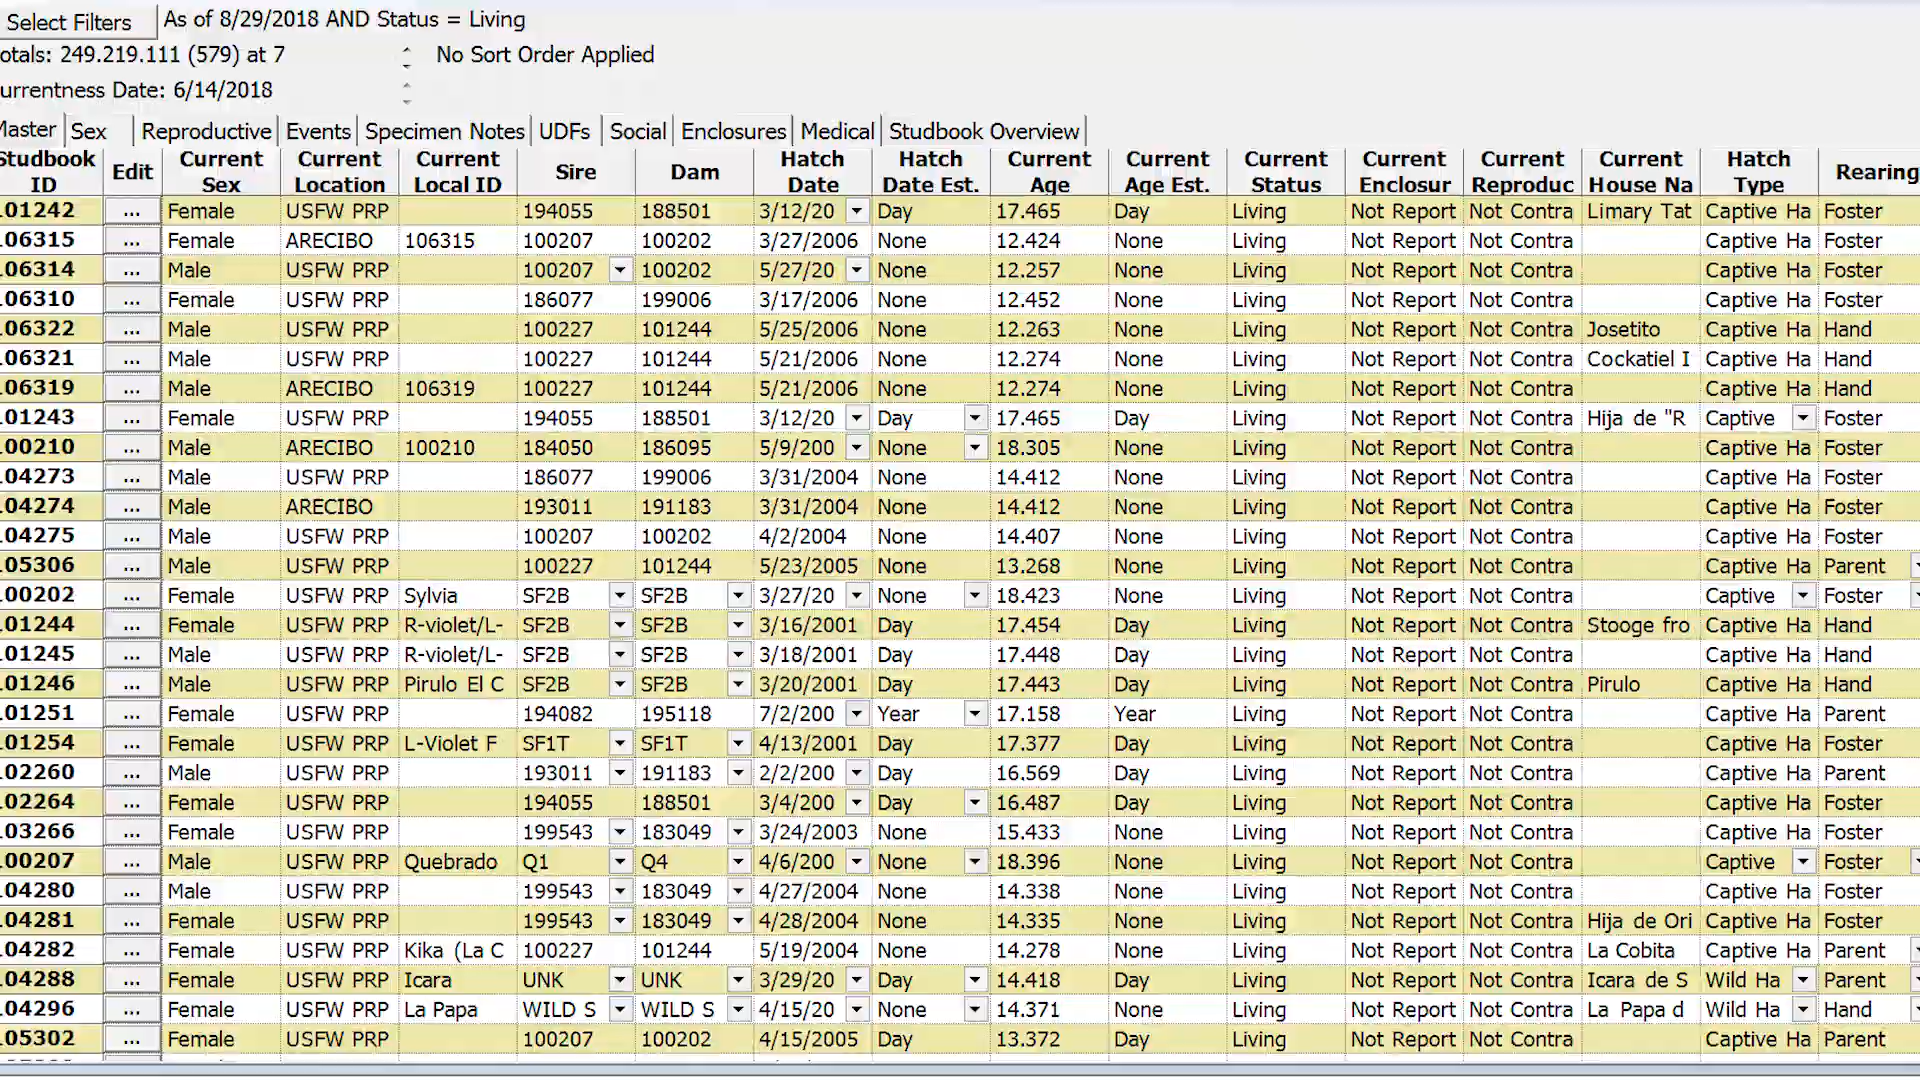 Select Filters As of 8/29/2018 AND Status = Living
otals: 249.219.111 (579) at 7 No Sort Order Applied
urrentness Date: 6/14/2018
Master Sex Reproductive Events Specimen Notes UDFs Social Enclosures Medical Studbook Overview
Studbook ID Edit Current Sex Current Location Current Local ID Sire Dam Hatch Date Hatch Date Est. Current Age Current Age Est. Current Status Current Enclosur Current Reproduc Current House Na Hatch Type Rearing
101242 ... Female USFW PRP 194055 188501 3/12/20 Day 17.465 Day Living Not Report Not Contra Limary Tat Captive Ha Foster
106315 ... Female ARECIBO 106315 100207 100202 3/27/2006 None 12.424 None Living Not Report Not Contra Captive Ha Foster
106314 ... Male USFW PRP 100207 100202 5/27/20 None 12.257 None Living Not Report Not Contra Captive Ha Foster
106310 ... Female USFW PRP 186077 199006 3/17/2006 None 12.452 None Living Not Report Not Contra Captive Ha Foster
106322 ... Male USFW PRP 100227 101244 5/25/2006 None 12.263 None Living Not Report Not Contra Josetito Captive Ha Hand
106321 ... Male USFW PRP 100227 101244 5/21/2006 None 12.274 None Living Not Report Not Contra Cockatiel I Captive Ha Hand
106319 ... Male ARECIBO 106319 100227 101244 5/21/2006 None 12.274 None Living Not Report Not Contra Captive Ha Hand
101243 ... Female USFW PRP 194055 188501 3/12/20 Day 17.465 Day Living Not Report Not Contra Hija de "R Captive Foster
100210 ... Male ARECIBO 100210 184050 186095 5/9/200 None 18.305 None Living Not Report Not Contra Captive Ha Foster
104273 ... Male USFW PRP 186077 199006 3/31/2004 None 14.412 None Living Not Report Not Contra Captive Ha Foster
104274 ... Male ARECIBO 193011 191183 3/31/2004 None 14.412 None Living Not Report Not Contra Captive Ha Foster
104275 ... Male USFW PRP 100207 100202 4/2/2004 None 14.407 None Living Not Report Not Contra Captive Ha Foster
105306 ... Male USFW PRP 100227 101244 5/23/2005 None 13.268 None Living Not Report Not Contra Captive Ha Parent
100202 ... Female USFW PRP Sylvia SF2B SF2B 3/27/20 None 18.423 None Living Not Report Not Contra Captive Foster
101244 ... Female USFW PRP R-violet/L- SF2B SF2B 3/16/2001 Day 17.454 Day Living Not Report Not Contra Stooge fro Captive Ha Hand
101245 ... Male USFW PRP R-violet/L- SF2B SF2B 3/18/2001 Day 17.448 Day Living Not Report Not Contra Captive Ha Hand
101246 ... Male USFW PRP Pirulo El C SF2B SF2B 3/20/2001 Day 17.443 Day Living Not Report Not Contra Pirulo Captive Ha Hand
101251 ... Female USFW PRP 194082 195118 7/2/200 Year 17.158 Year Living Not Report Not Contra Captive Ha Parent
101254 ... Female USFW PRP L-Violet F SF1T SF1T 4/13/2001 Day 17.377 Day Living Not Report Not Contra Captive Ha Foster
102260 ... Male USFW PRP 193011 191183 2/2/200 Day 16.569 Day Living Not Report Not Contra Captive Ha Parent
102264 ... Female USFW PRP 194055 188501 3/4/200 Day 16.487 Day Living Not Report Not Contra Captive Ha Foster
103266 ... Female USFW PRP 199543 183049 3/24/2003 None 15.433 None Living Not Report Not Contra Captive Ha Foster
100207 ... Male USFW PRP Quebrado Q1 Q4 4/6/200 None 18.396 None Living Not Report Not Contra Captive Foster
104280 ... Male USFW PRP 199543 183049 4/27/2004 None 14.338 None Living Not Report Not Contra Captive Ha Foster
104281 ... Female USFW PRP 199543 183049 4/28/2004 None 14.335 None Living Not Report Not Contra Hija de Ori Captive Ha Foster
104282 ... Female USFW PRP Kika (La C 100227 101244 5/19/2004 None 14.278 None Living Not Report Not Contra La Cobita Captive Ha Parent
104288 ... Female USFW PRP Icara UNK UNK 3/29/20 Day 14.418 Day Living Not Report Not Contra Icara de S Wild Ha Parent
104296 ... Female USFW PRP La Papa WILD S WILD S 4/15/20 None 14.371 None Living Not Report Not Contra La Papa d Wild Ha Hand
105302 ... Female USFW PRP 100207 100202 4/15/2005 Day 13.372 Day Living Not Report Not Contra Captive Ha Parent